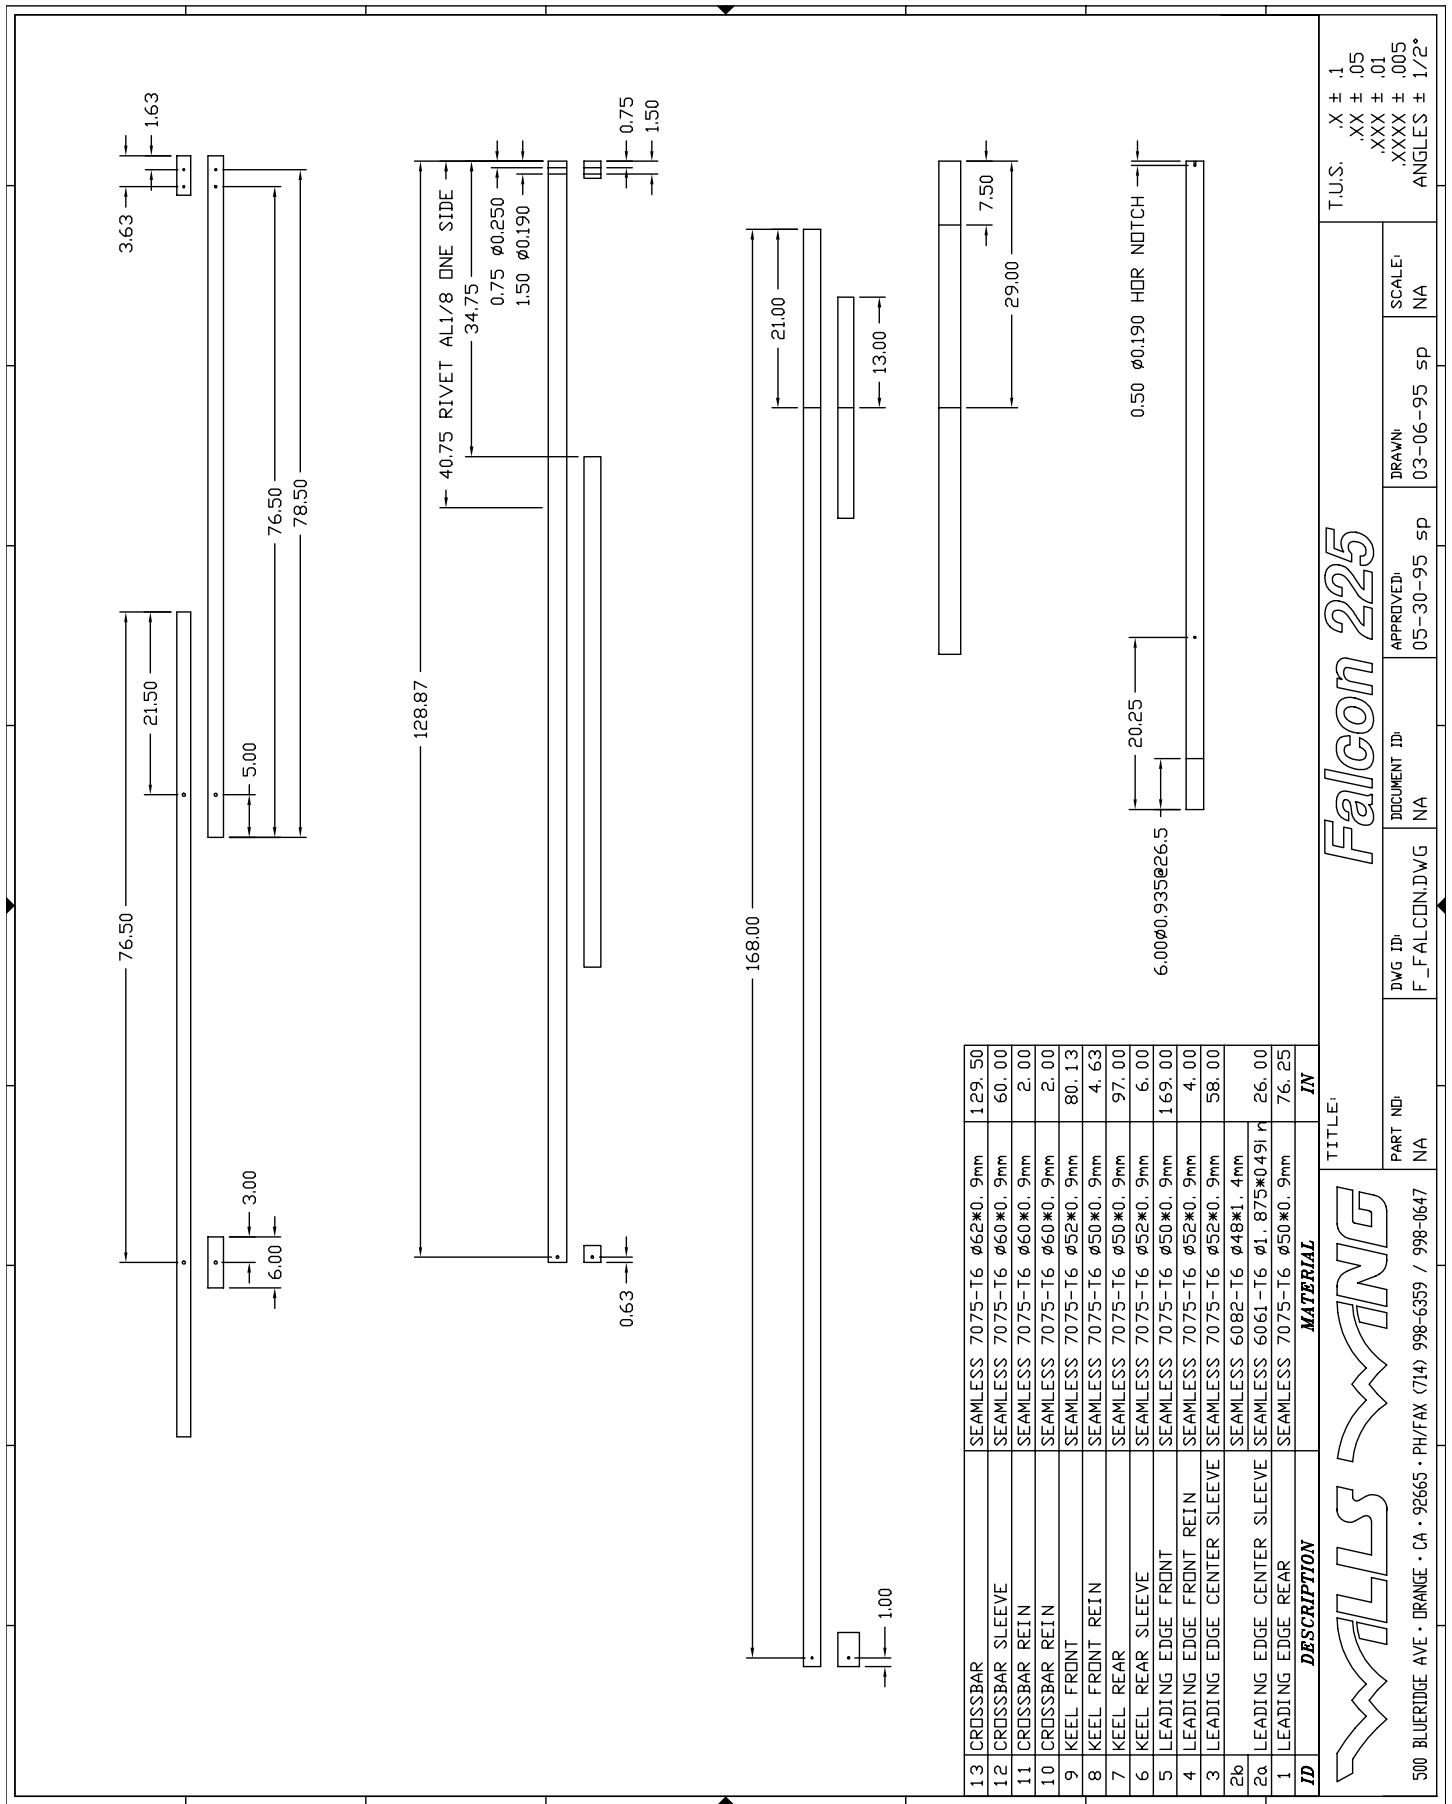 3.63
1.63
76.50
21.50
5.00
76.50
78.50
3.00
6.00
128.87
40.75 RIVET AL1/8 ONE SIDE
34.75
0.75 ø0.250
1.50 ø0.190
0.75
1.50
0.63
168.00
21.00
13.00
1.00
7.50
29.00
0.50 ø0.190 HOR NOTCH
20.25
6.00ø0.935@26.5
13 CROSSBAR SEAMLESS 7075-T6 ø62*0.9mm 129.50
12 CROSSBAR SLEEVE SEAMLESS 7075-T6 ø60*0.9mm 60.00
11 CROSSBAR REIN SEAMLESS 7075-T6 ø60*0.9mm 2.00
10 CROSSBAR REIN SEAMLESS 7075-T6 ø60*0.9mm 2.00
9 KEEL FRONT SEAMLESS 7075-T6 ø52*0.9mm 80.13
8 KEEL FRONT REIN SEAMLESS 7075-T6 ø50*0.9mm 4.63
7 KEEL REAR SEAMLESS 7075-T6 ø50*0.9mm 97.00
6 KEEL REAR SLEEVE SEAMLESS 7075-T6 ø52*0.9mm 6.00
5 LEADING EDGE FRONT SEAMLESS 7075-T6 ø50*0.9mm 169.00
4 LEADING EDGE FRONT REIN SEAMLESS 7075-T6 ø52*0.9mm 4.00
3 LEADING EDGE CENTER SLEEVE SEAMLESS 7075-T6 ø52*0.9mm 58.00
2b SEAMLESS 6082-T6 ø48*1.4mm
2a LEADING EDGE CENTER SLEEVE SEAMLESS 6061-T6 ø1.875*049in 26.00
1 LEADING EDGE REAR SEAMLESS 7075-T6 ø50*0.9mm 76.25
ID DESCRIPTION MATERIAL IN
WILLS WING
500 BLUERIDGE AVE · ORANGE · CA · 92665 · PH/FAX (714) 998-6359 / 998-0647
TITLE:
Falcon 225
PART NO:
NA
DWG ID:
F_FALCON.DWG
DOCUMENT ID:
NA
APPROVED:
05-30-95 sp
DRAWN:
03-06-95 sp
SCALE:
NA
T.U.S. .X ± .1
.XX ± .05
.XXX ± .01
.XXXX ± .005
ANGLES ± 1/2°